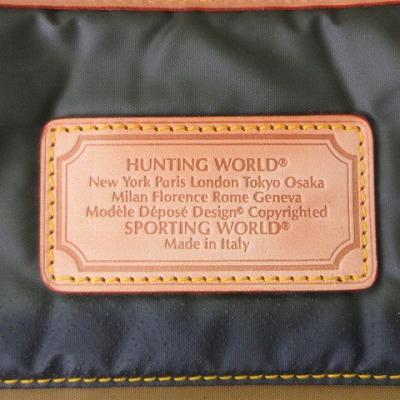 HUNTING WORLD®
New York Paris London Tokyo Osaka
Milan Florence Rome Geneva
Modèle Déposé Design© Copyrighted
SPORTING WORLD®
Made in Italy